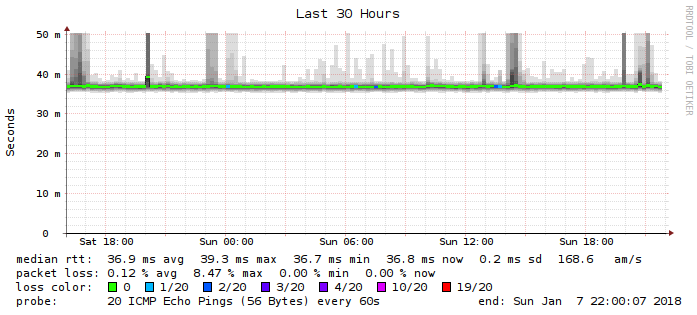 Last 30 Hours
RRDTOOL / TOBI OETIKER
Seconds
50 m
40 m
30 m
20 m
10 m
0
Sat 18:00 Sun 00:00 Sun 06:00 Sun 12:00 Sun 18:00
median rtt: 36.9 ms avg 39.3 ms max 36.7 ms min 36.8 ms now 0.2 ms sd 168.6 am/s
packet loss: 0.12 % avg 8.47 % max 0.00 % min 0.00 % now
loss color: 0 1/20 2/20 3/20 4/20 10/20 19/20
probe: 20 ICMP Echo Pings (56 Bytes) every 60s end: Sun Jan 7 22:00:07 2018